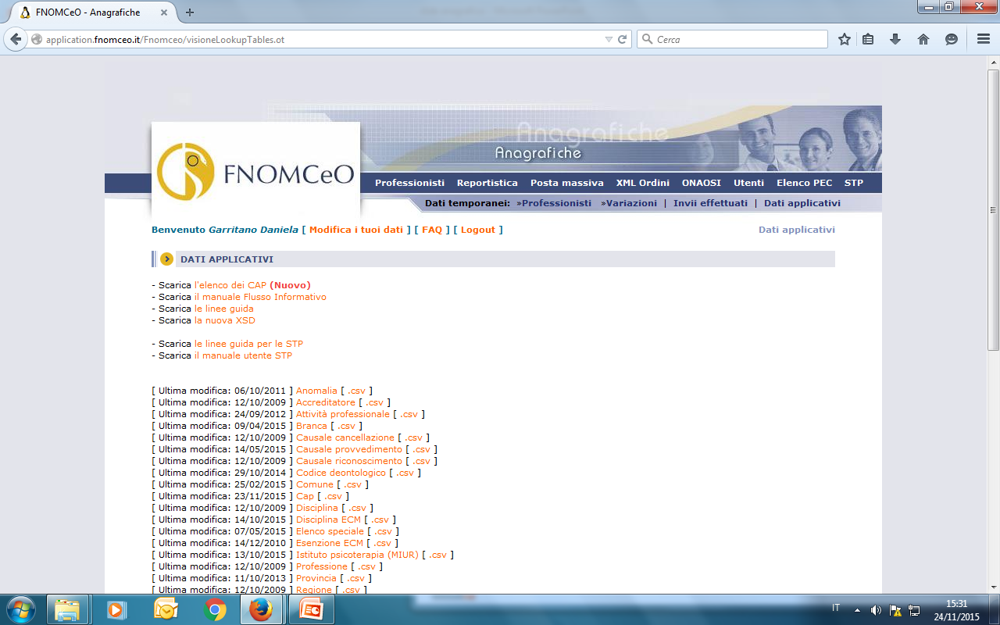 FNOMCeO - Anagrafiche
application.fnomceo.it/Fnomceo/visioneLookupTables.ot
Cerca
Anagrafiche
Anagrafiche
FNOMCeO
Professionisti Reportistica Posta massiva XML Ordini ONAOSI Utenti Elenco PEC STP
Dati temporanei: »Professionisti »Variazioni | Invii effettuati | Dati applicativi
Benvenuto Garritano Daniela [ Modifica i tuoi dati ] [ FAQ ] [ Logout ]
Dati applicativi
DATI APPLICATIVI
- Scarica l'elenco dei CAP (Nuovo)
- Scarica il manuale Flusso Informativo
- Scarica le linee guida
- Scarica la nuova XSD
- Scarica le linee guida per le STP
- Scarica il manuale utente STP
[ Ultima modifica: 06/10/2011 ] Anomalia [ .csv ]
[ Ultima modifica: 12/10/2009 ] Accreditatore [ .csv ]
[ Ultima modifica: 24/09/2012 ] Attività professionale [ .csv ]
[ Ultima modifica: 09/04/2015 ] Branca [ .csv ]
[ Ultima modifica: 12/10/2009 ] Causale cancellazione [ .csv ]
[ Ultima modifica: 14/05/2015 ] Causale provvedimento [ .csv ]
[ Ultima modifica: 12/10/2009 ] Causale riconoscimento [ .csv ]
[ Ultima modifica: 29/10/2014 ] Codice deontologico [ .csv ]
[ Ultima modifica: 25/02/2015 ] Comune [ .csv ]
[ Ultima modifica: 23/11/2015 ] Cap [ .csv ]
[ Ultima modifica: 12/10/2009 ] Disciplina [ .csv ]
[ Ultima modifica: 14/10/2015 ] Disciplina ECM [ .csv ]
[ Ultima modifica: 07/05/2015 ] Elenco speciale [ .csv ]
[ Ultima modifica: 14/12/2010 ] Esenzione ECM [ .csv ]
[ Ultima modifica: 13/10/2015 ] Istituto psicoterapia (MIUR) [ .csv ]
[ Ultima modifica: 12/10/2009 ] Professione [ .csv ]
[ Ultima modifica: 11/10/2013 ] Provincia [ .csv ]
[ Ultima modifica: 12/10/2009 ] Regione [ .csv ]
IT
15:31
24/11/2015